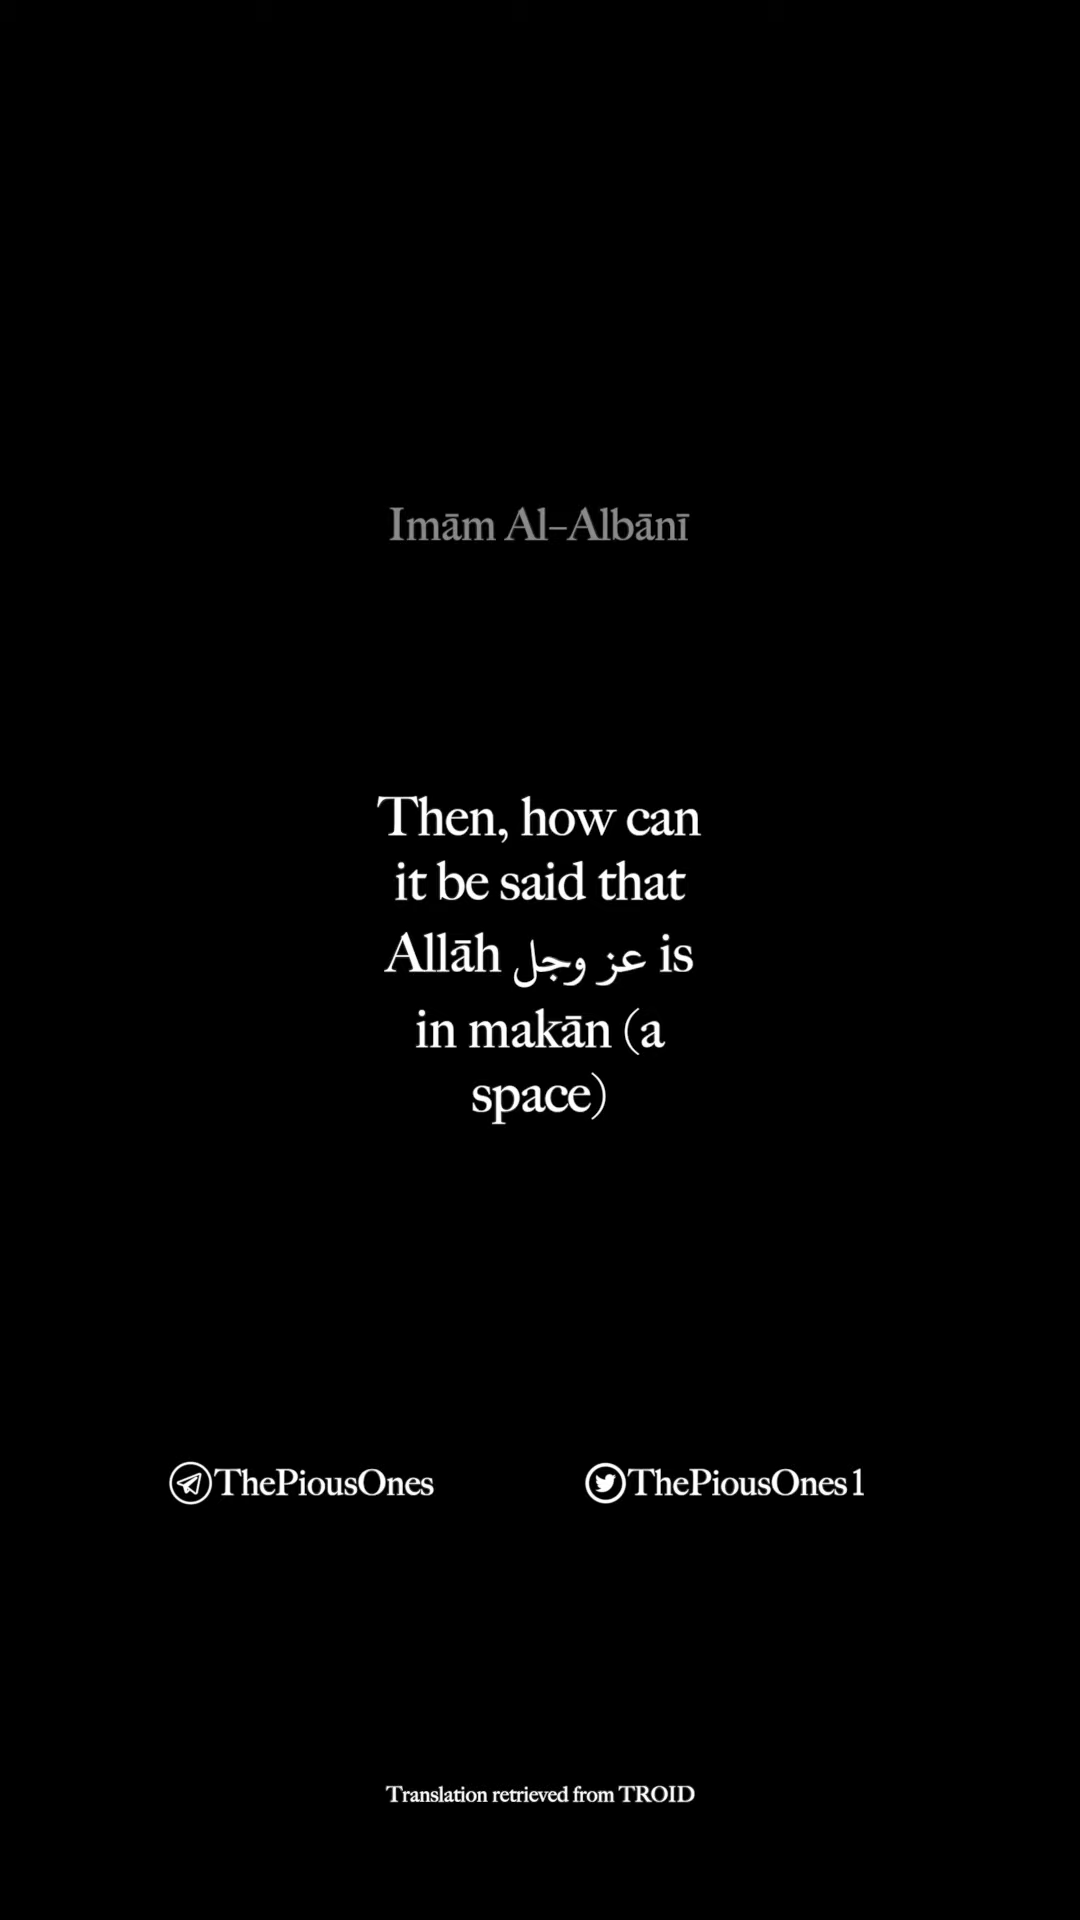 Imām Al-Albānī
Then, how can
it be said that
Allāh عز وجل is
in makān (a
space)
ThePiousOnes
ThePiousOnes1
Translation retrieved from TROID